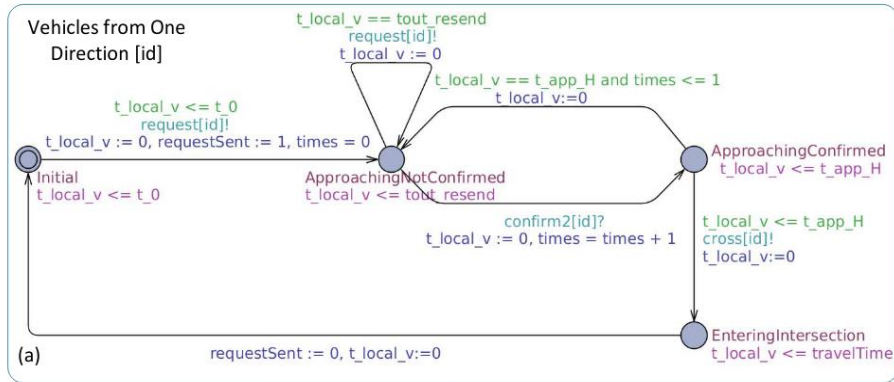 Vehicles from One
Direction [id]
t_local_v == tout_resend
request[id]!
t_local_v := 0
t_local_v == t_app_H and times <= 1
t_local_v:=0
t_local_v <= t_0
request[id]!
t_local_v := 0, requestSent := 1, times = 0
Initial
t_local_v <= t_0
ApproachingNotConfirmed
t_local_v <= tout_resend
ApproachingConfirmed
t_local_v <= t_app_H
confirm2[id]?
t_local_v := 0, times = times + 1
t_local_v <= t_app_H
cross[id]!
t_local_v:=0
EnteringIntersection
t_local_v <= travelTime
(a)
requestSent := 0, t_local_v:=0